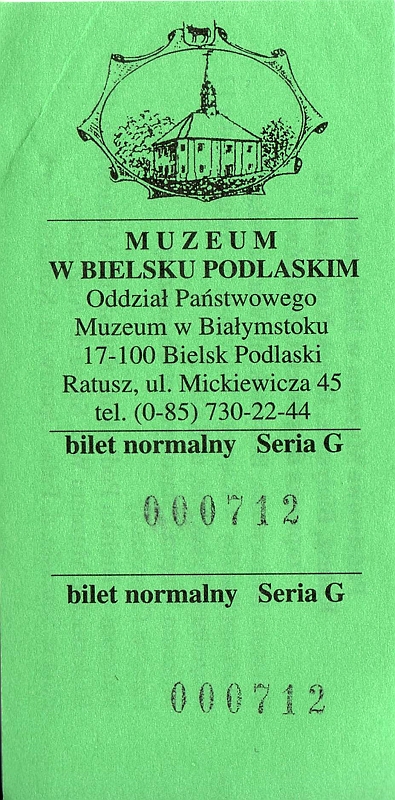 MUZEUM
W BIELSKU PODLASKIM
Oddział Państwowego
Muzeum w Białymstoku
17-100 Bielsk Podlaski
Ratusz, ul. Mickiewicza 45
tel. (0-85) 730-22-44
bilet normalny Seria G
000712
bilet normalny Seria G
000712